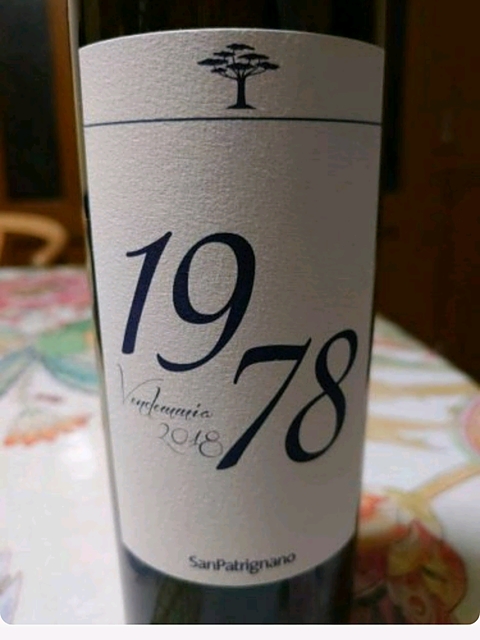 19
78
Vendemmia
2018
SanPatrignano